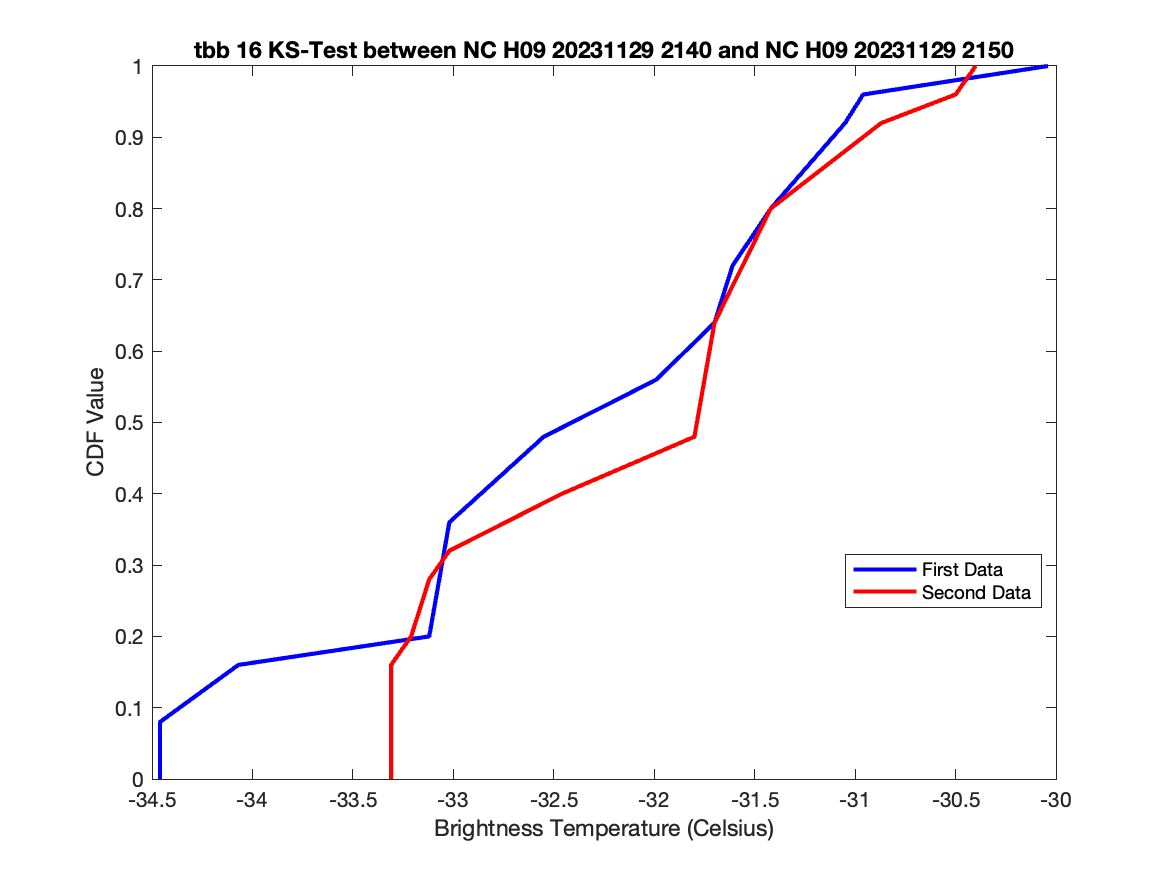 tbb 16 KS-Test between NC H09 20231129 2140 and NC H09 20231129 2150
1
0.9
0.8
0.7
0.6
0.5
0.4
0.3
0.2
0.1
0
CDF Value
First Data
Second Data
-34.5 -34 -33.5 -33 -32.5 -32 -31.5 -31 -30.5 -30
Brightness Temperature (Celsius)